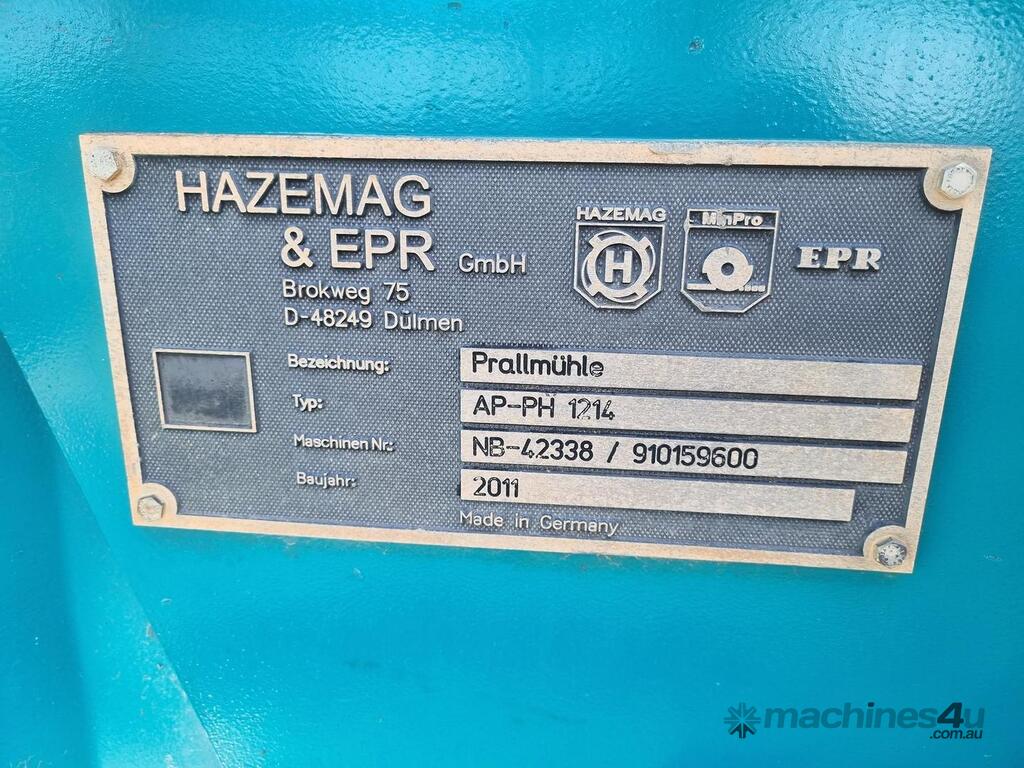 HAZEMAG
& EPR GmbH
Brokweg 75
D-48249 Dülmen
HAZEMAG
H
MinPro
EPR
Bezeichnung: Prallmühle
Typ: AP-PH 1214
Maschinen Nr.: NB-42338 / 910159600
Baujahr: 2011
Made in Germany
machines4u
.com.au